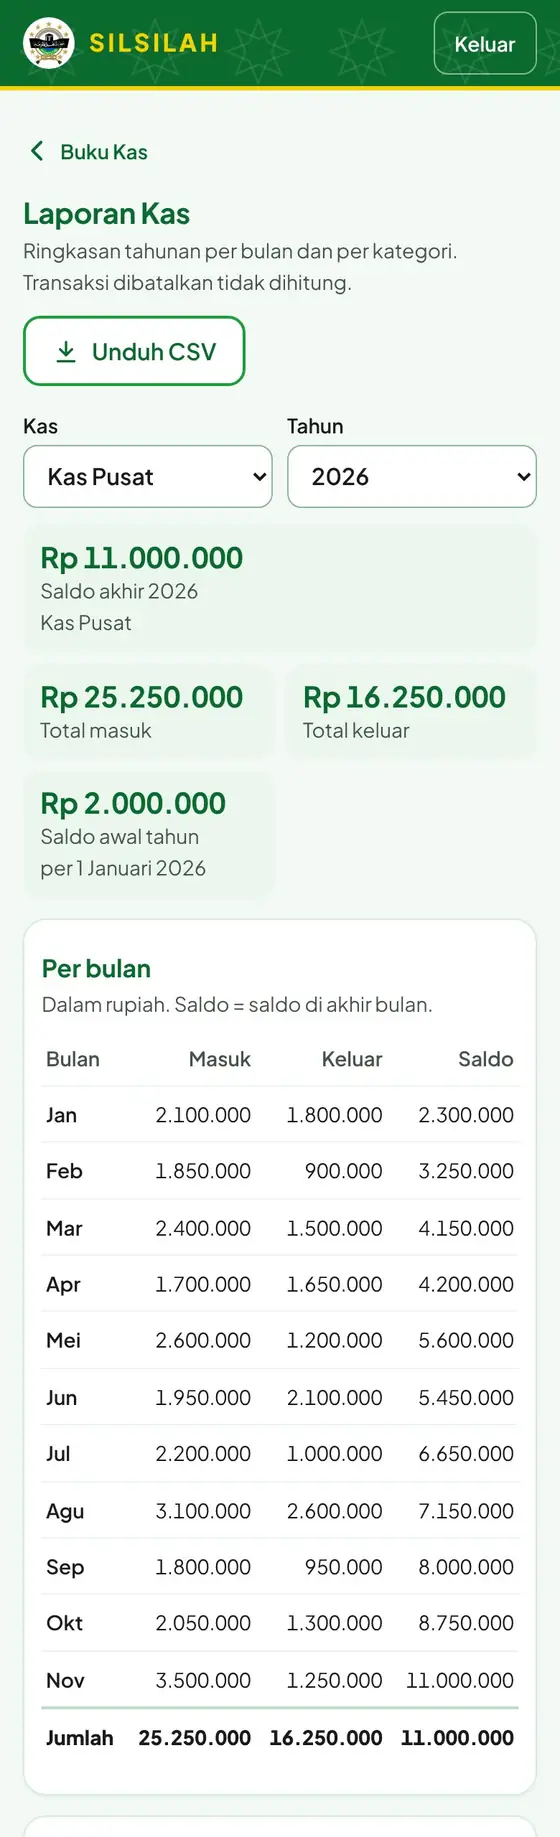 SILSILAH
Keluar
Buku Kas
Laporan Kas
Ringkasan tahunan per bulan dan per kategori.
Transaksi dibatalkan tidak dihitung.
Unduh CSV
Kas Tahun
Kas Pusat 2026
Rp 11.000.000
Saldo akhir 2026
Kas Pusat
Rp 25.250.000 Rp 16.250.000
Total masuk Total keluar
Rp 2.000.000
Saldo awal tahun
per 1 Januari 2026
Per bulan
Dalam rupiah. Saldo = saldo di akhir bulan.
Bulan Masuk Keluar Saldo
Jan 2.100.000 1.800.000 2.300.000
Feb 1.850.000 900.000 3.250.000
Mar 2.400.000 1.500.000 4.150.000
Apr 1.700.000 1.650.000 4.200.000
Mei 2.600.000 1.200.000 5.600.000
Jun 1.950.000 2.100.000 5.450.000
Jul 2.200.000 1.000.000 6.650.000
Agu 3.100.000 2.600.000 7.150.000
Sep 1.800.000 950.000 8.000.000
Okt 2.050.000 1.300.000 8.750.000
Nov 3.500.000 1.250.000 11.000.000
Jumlah 25.250.000 16.250.000 11.000.000